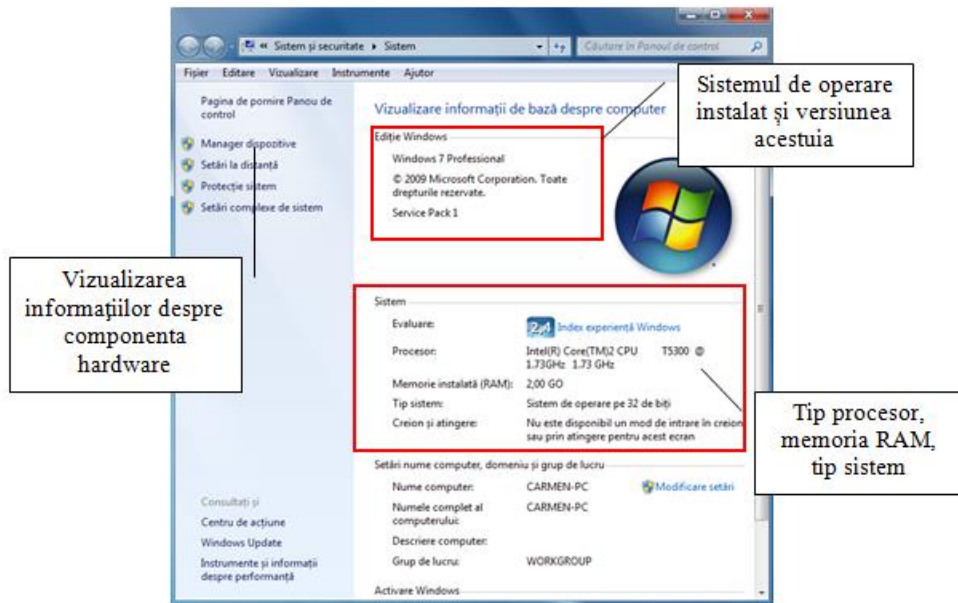 « Sistem și securitate ▸ Sistem
Căutare în Panoul de control
Fișier Editare Vizualizare Instrumente Ajutor
Pagina de pornire Panou de
control
Manager dispozitive
Setări la distanță
Protecție sistem
Setări complexe de sistem
Vizualizare informații de bază despre computer
Ediție Windows
Windows 7 Professional
© 2009 Microsoft Corporation. Toate
drepturile rezervate.
Service Pack 1
Sistemul de operare
instalat și versiunea
acestuia
Vizualizarea
informaţiilor despre
componenta
hardware
Sistem
Evaluare: 2,4 Index experiență Windows
Procesor: Intel(R) Core(TM)2 CPU T5300 @
1.73GHz 1.73 GHz
Memorie instalată (RAM): 2,00 GO
Tip sistem: Sistem de operare pe 32 de biți
Creion și atingere: Nu este disponibil un mod de intrare în creion
sau prin atingere pentru acest ecran
Tip procesor,
memoria RAM,
tip sistem
Setări nume computer, domeniu și grup de lucru
Nume computer: CARMEN-PC Modificare setări
Numele complet al CARMEN-PC
computerului:
Descriere computer:
Grup de lucru: WORKGROUP
Activare Windows
Consultați și
Centru de acțiune
Windows Update
Instrumente și informații
despre performanță